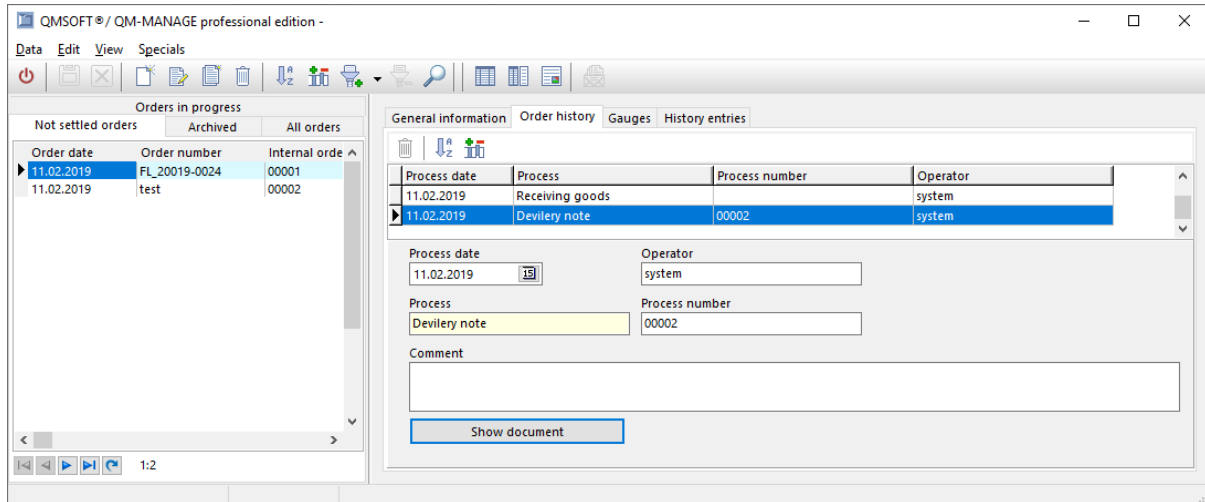 QMSOFT®/ QM-MANAGE professional edition -
Data Edit View Specials
Orders in progress
Not settled orders Archived All orders
Order date Order number Internal orde
11.02.2019 FL_20019-0024 00001
11.02.2019 test 00002
1:2
General information Order history Gauges History entries
Process date Process Process number Operator
11.02.2019 Receiving goods system
11.02.2019 Devilery note 00002 system
Process date Operator
11.02.2019 15 system
Process Process number
Devilery note 00002
Comment
Show document